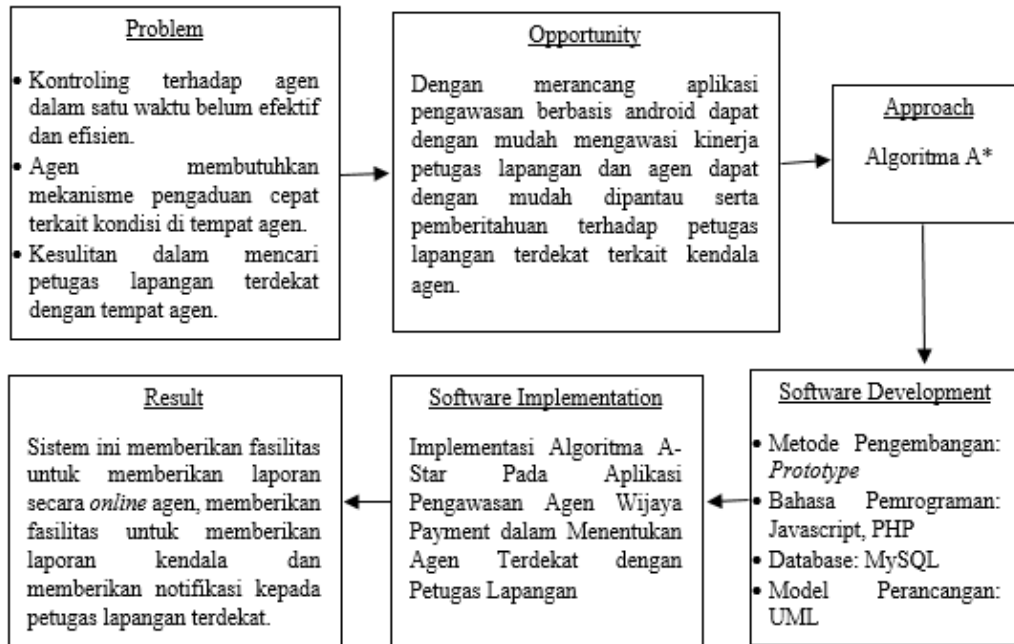 Problem
• Kontroling terhadap agen
dalam satu waktu belum efektif
dan efisien.
• Agen membutuhkan
mekanisme pengaduan cepat
terkait kondisi di tempat agen.
• Kesulitan dalam mencari
petugas lapangan terdekat
dengan tempat agen.
Opportunity
Dengan merancang aplikasi
pengawasan berbasis android dapat
dengan mudah mengawasi kinerja
petugas lapangan dan agen dapat
dengan mudah dipantau serta
pemberitahuan terhadap petugas
lapangan terdekat terkait kendala
agen.
Approach
Algoritma A*
Software Development
• Metode Pengembangan:
Prototype
• Bahasa Pemrograman:
Javascript, PHP
• Database: MySQL
• Model Perancangan:
UML
Software Implementation
Implementasi Algoritma A-
Star Pada Aplikasi
Pengawasan Agen Wijaya
Payment dalam Menentukan
Agen Terdekat dengan
Petugas Lapangan
Result
Sistem ini memberikan fasilitas
untuk memberikan laporan
secara online agen, memberikan
fasilitas untuk memberikan
laporan kendala dan
memberikan notifikasi kepada
petugas lapangan terdekat.